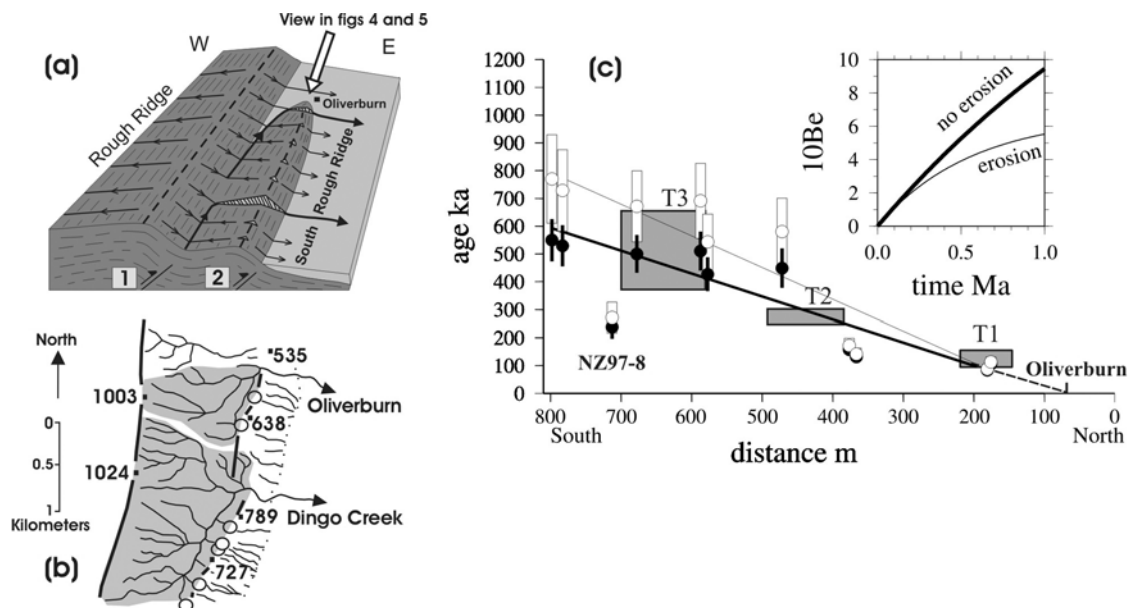 View in figs 4 and 5
W
E
(a)
Rough Ridge
Oliverburn
South Rough Ridge
1
2
(b)
North
0
0.5
1
Kilometers
535
1003
Oliverburn
638
1024
Dingo Creek
789
727
(c)
age ka
1200
1100
1000
900
800
700
600
500
400
300
200
100
0
T3
T2
T1
NZ97-8
Oliverburn
800 700 600 500 400 300 200 100 0
South
North
distance m
10Be
10
8
6
4
2
0
no erosion
erosion
0.0 0.5 1.0
time Ma